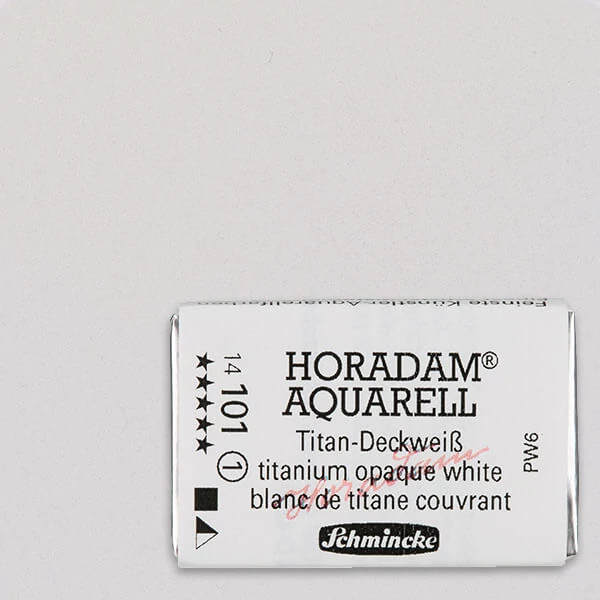 Feinste Künstler-Aquarellfarben
14 101 1
HORADAM®
AQUARELL
Titan-Deckweiß
titanium opaque white
blanc de titane couvrant
Horadam
Schmincke
PW6